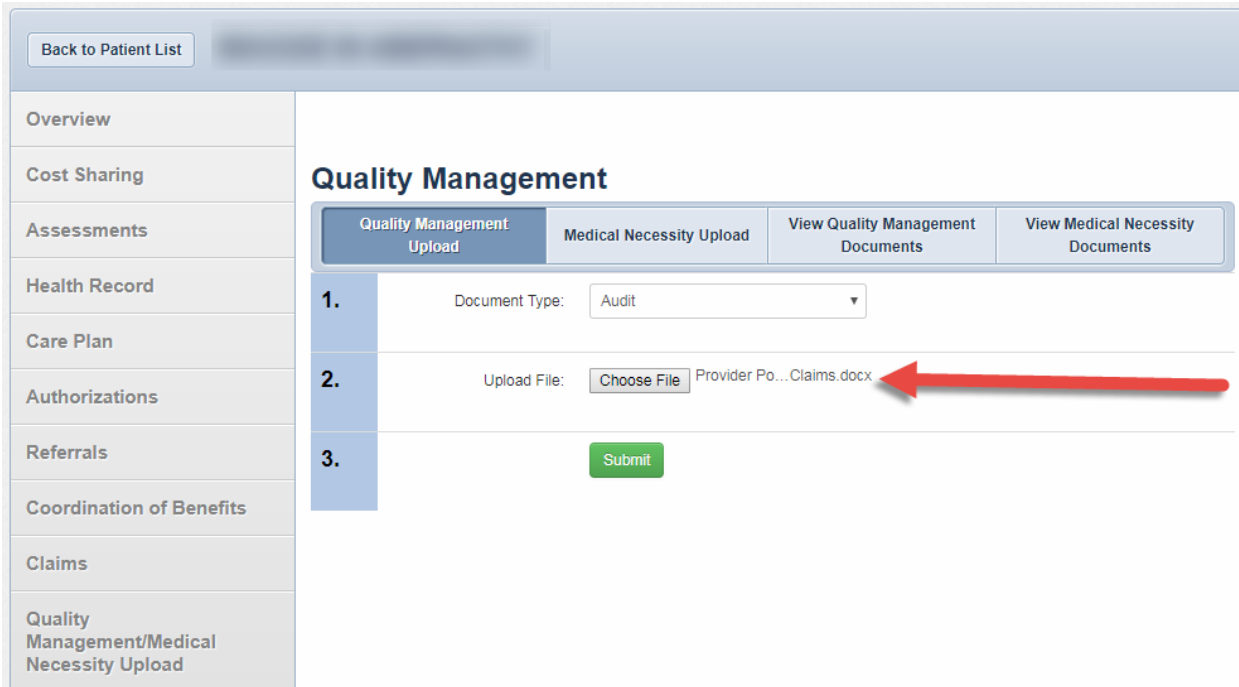 Back to Patient List
Overview
Cost Sharing
Assessments
Health Record
Care Plan
Authorizations
Referrals
Coordination of Benefits
Claims
Quality
Management/Medical
Necessity Upload
Quality Management
Quality Management
Upload
Medical Necessity Upload
View Quality Management
Documents
View Medical Necessity
Documents
1. Document Type: Audit
2. Upload File: Choose File Provider Po...Claims.docx
3. Submit